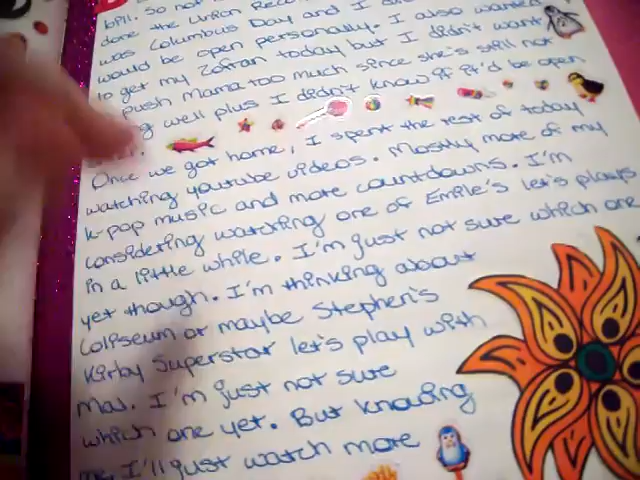 bill. So not
done the Union Rec
was Columbus Day and I di
would be open personally. I also wanted
to get my Zofran today but I didn't want
push Mama too much since she's still not
g well plus I didn't know if it'd be open
Once we got home, I spent the rest of today
watching youtube videos. Mostly more of my
k-pop music and more countdowns. I'm
considering watching one of Emile's let's plays
in a little while. I'm just not sure which one
yet though. I'm thinking about
Coliseum or maybe Stephen's
Kirby Superstar let's play with
Mal. I'm just not sure
which one yet. But knowing
me I'll just watch more